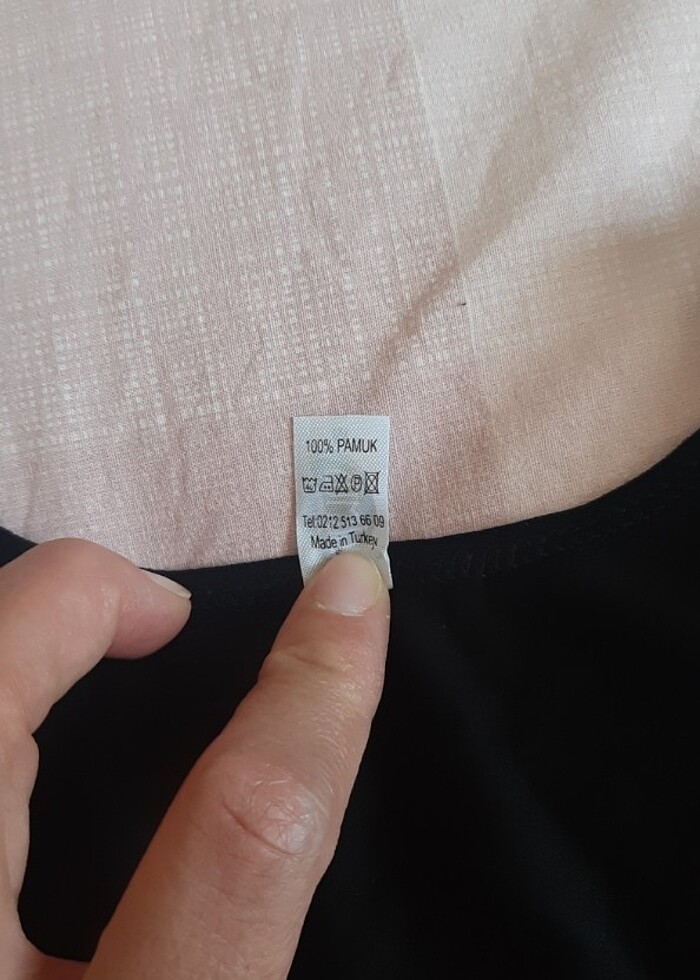 100% PAMUK
Tel:0212 513 66 09
Made in Turkey